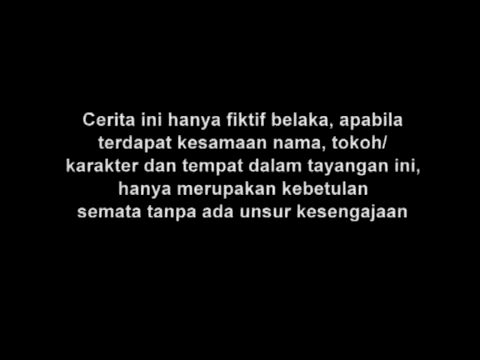 Cerita ini hanya fiktif belaka, apabila
terdapat kesamaan nama, tokoh/
karakter dan tempat dalam tayangan ini,
hanya merupakan kebetulan
semata tanpa ada unsur kesengajaan